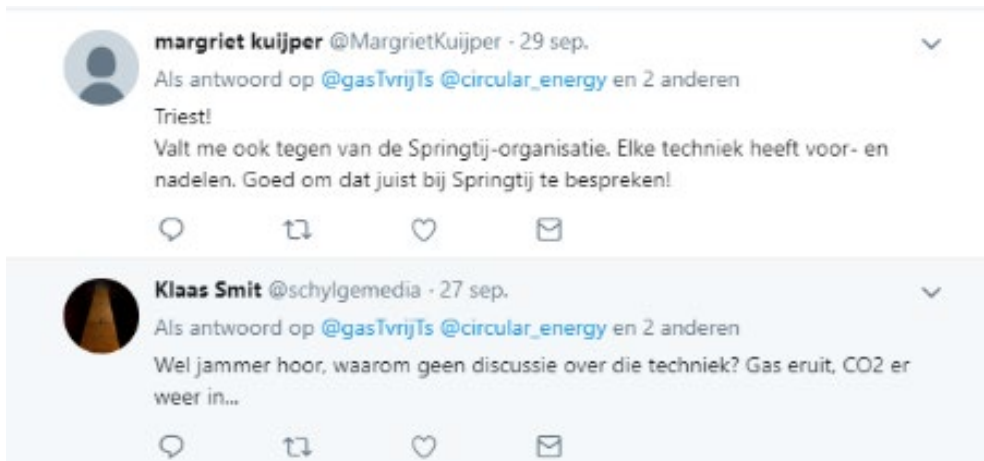 margriet kuijper @MargrietKuijper · 29 sep.
Als antwoord op @gasTvrijTs @circular_energy en 2 anderen
Triest!
Valt me ook tegen van de Springtij-organisatie. Elke techniek heeft voor- en
nadelen. Goed om dat juist bij Springtij te bespreken!
Klaas Smit @schylgemedia · 27 sep.
Als antwoord op @gasTvrijTs @circular_energy en 2 anderen
Wel jammer hoor, waarom geen discussie over die techniek? Gas eruit, CO2 er
weer in...